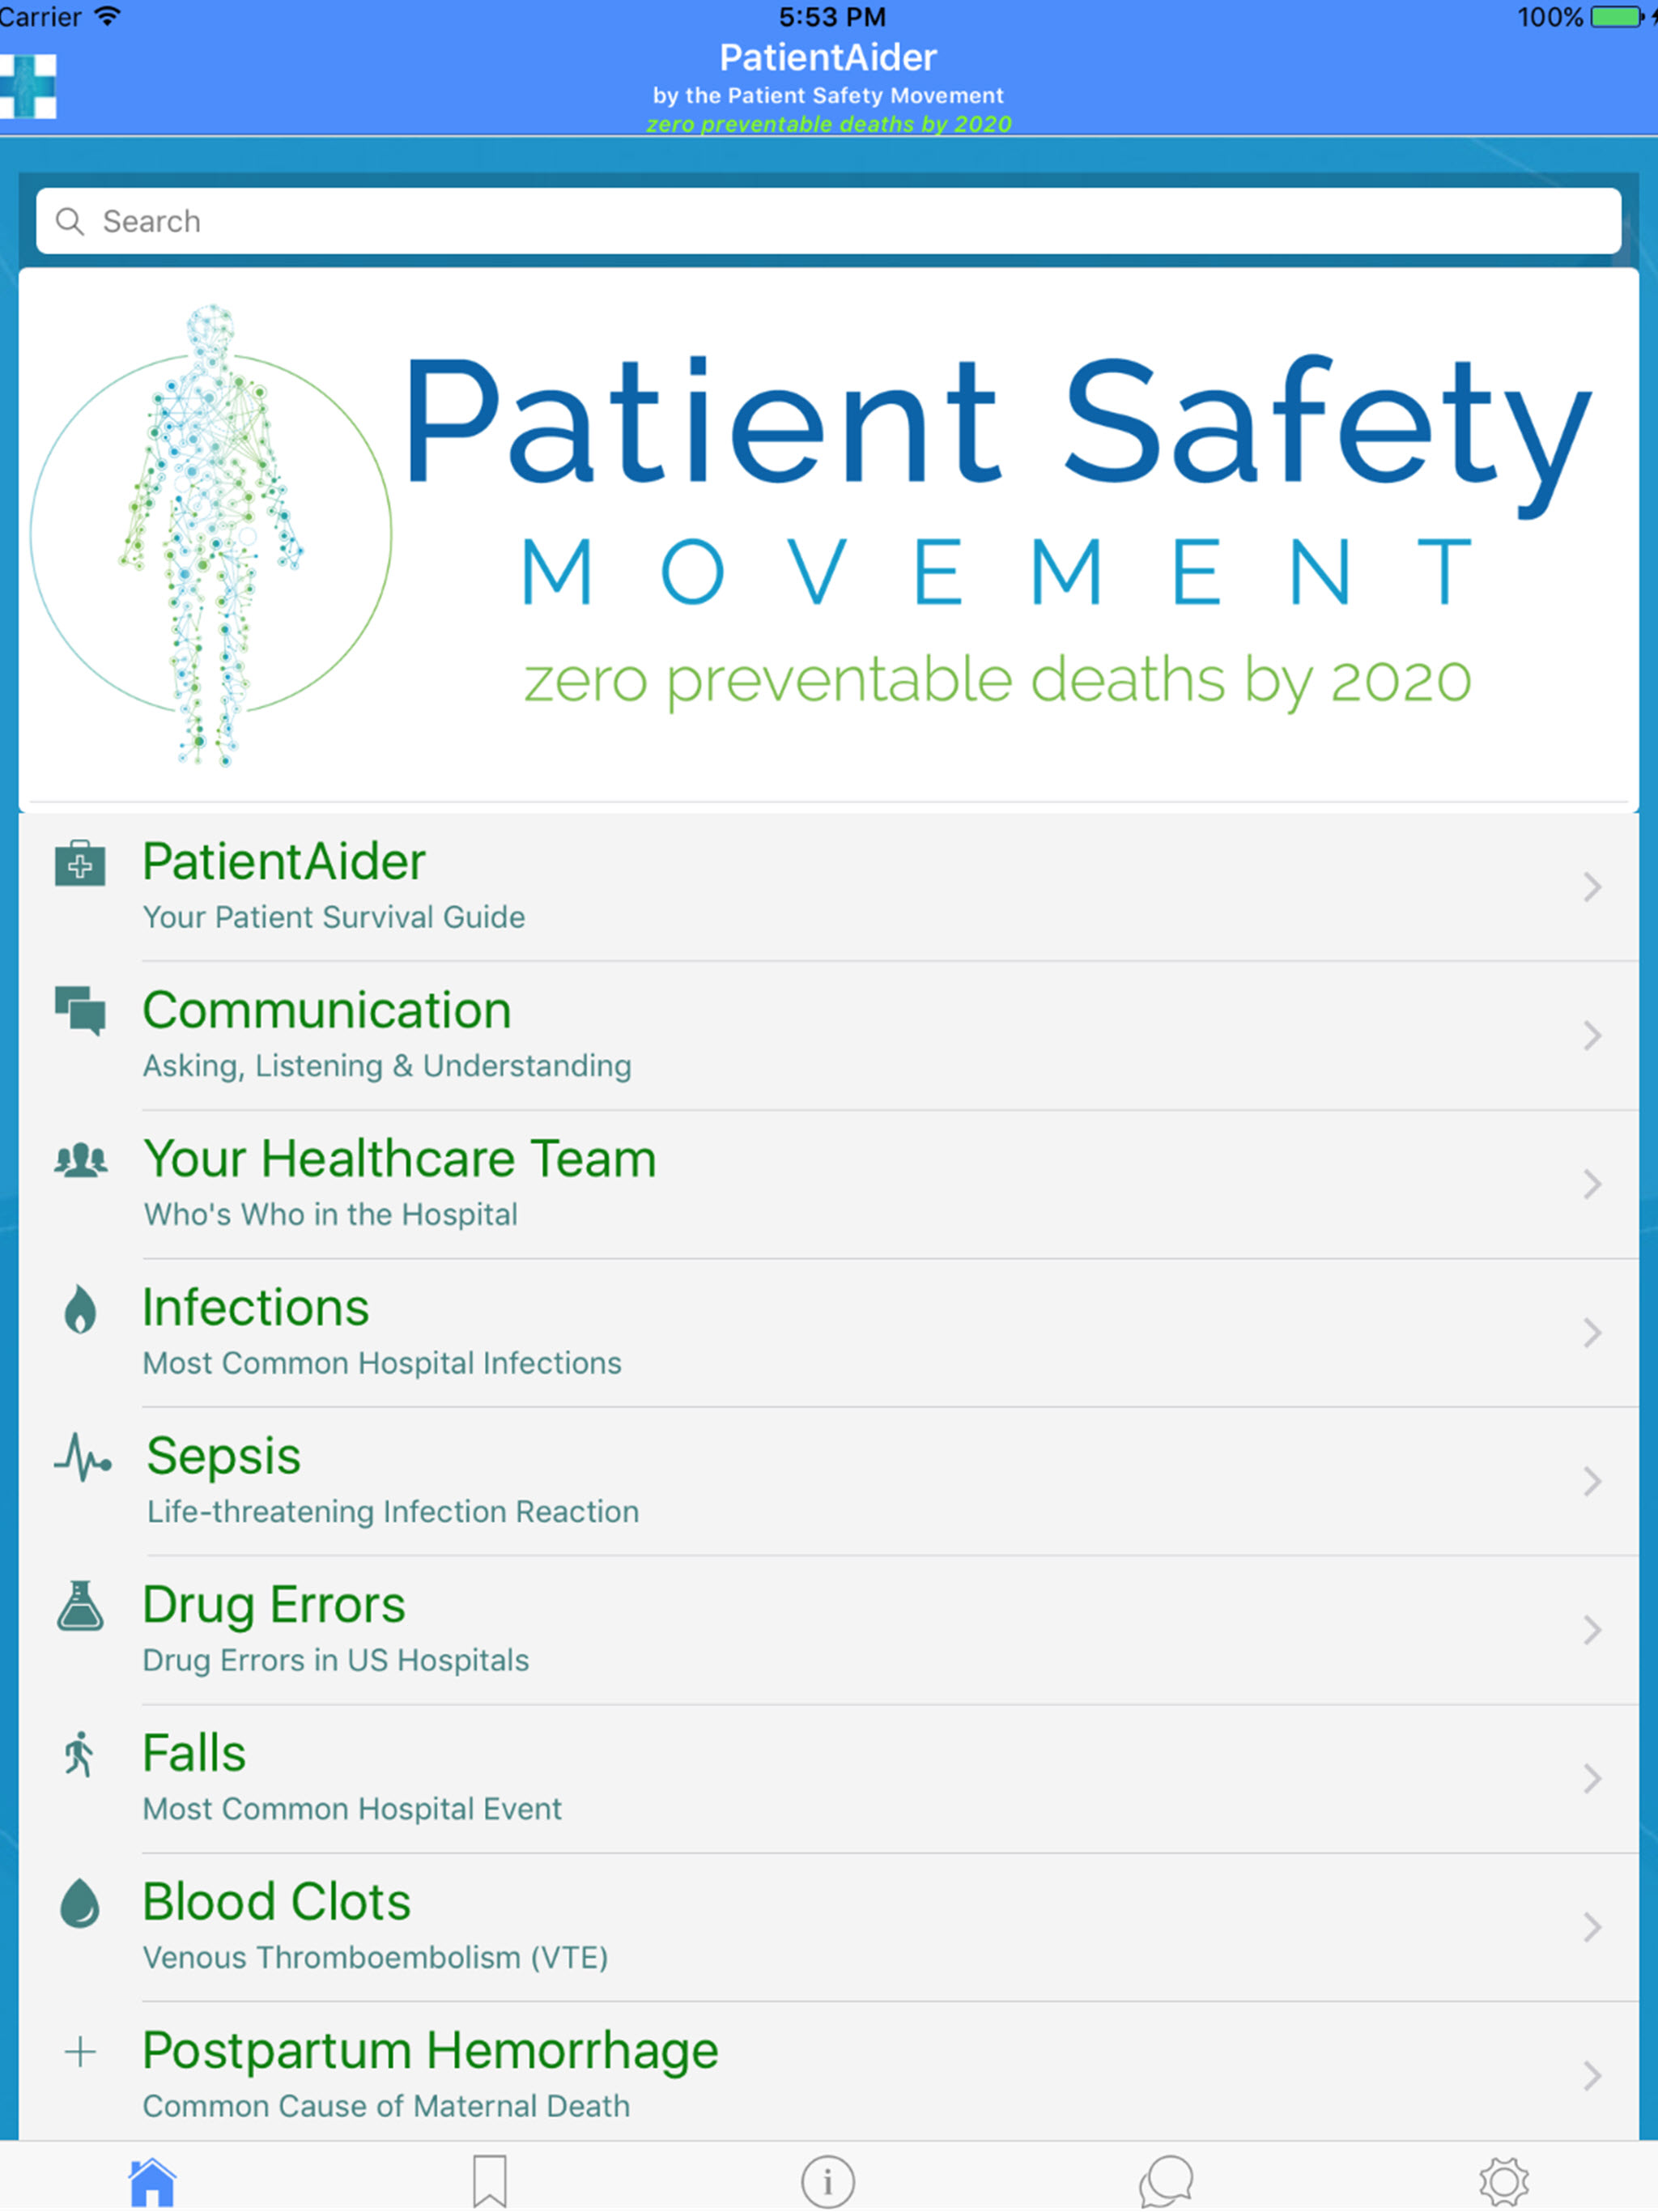 Carrier 5:53 PM 100%
PatientAider
by the Patient Safety Movement
zero preventable deaths by 2020
Search
Patient Safety
MOVEMENT
zero preventable deaths by 2020
PatientAider
Your Patient Survival Guide
Communication
Asking, Listening & Understanding
Your Healthcare Team
Who's Who in the Hospital
Infections
Most Common Hospital Infections
Sepsis
Life-threatening Infection Reaction
Drug Errors
Drug Errors in US Hospitals
Falls
Most Common Hospital Event
Blood Clots
Venous Thromboembolism (VTE)
Postpartum Hemorrhage
Common Cause of Maternal Death